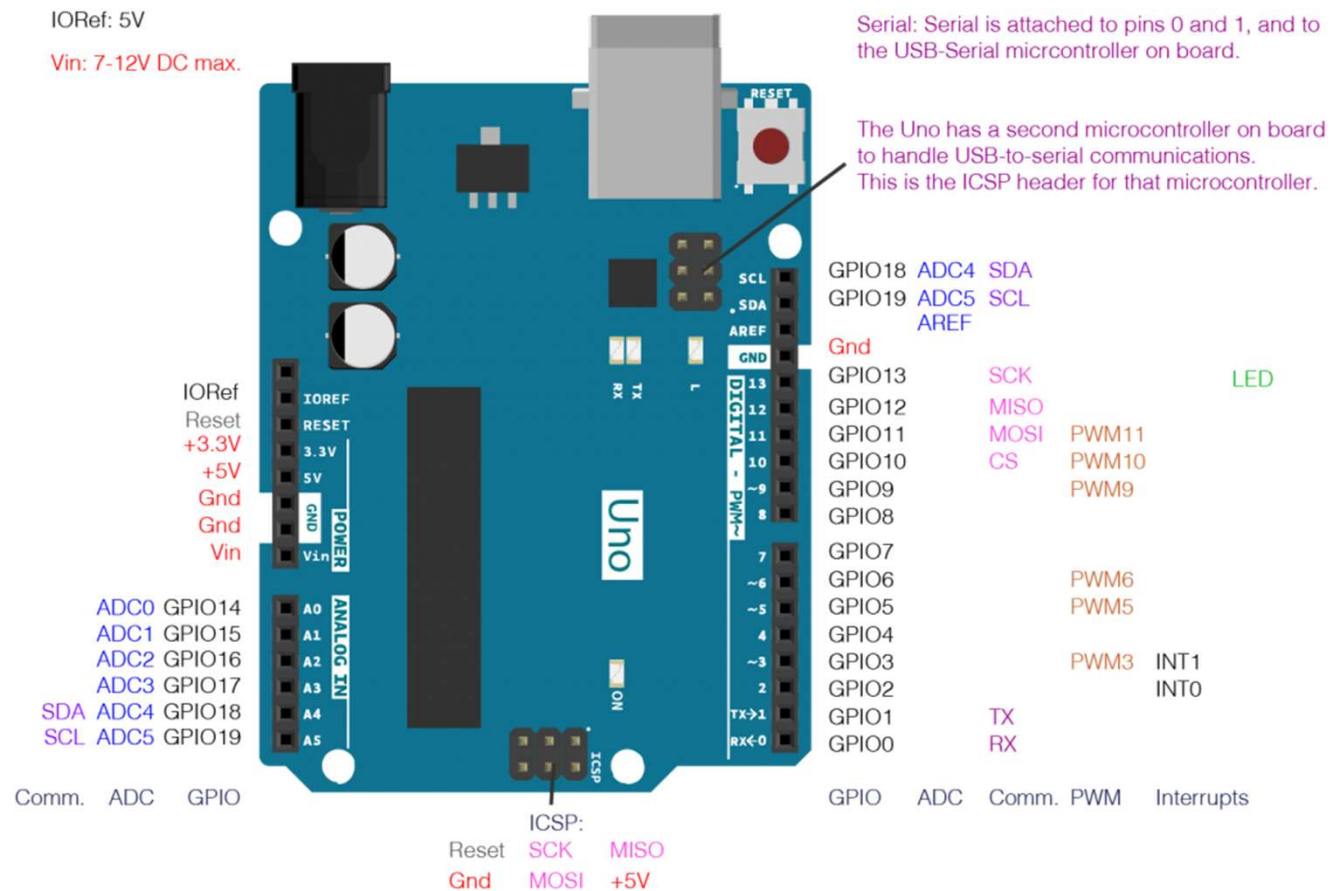 IORef: 5V
Vin: 7-12V DC max.
Serial: Serial is attached to pins 0 and 1, and to
the USB-Serial micrcontroller on board.
The Uno has a second microcontroller on board
to handle USB-to-serial communications.
This is the ICSP header for that microcontroller.
RESET
SCL GPIO18 ADC4 SDA
SDA GPIO19 ADC5 SCL
AREF AREF
GND Gnd
13 GPIO13 SCK LED
12 GPIO12 MISO
11 GPIO11 MOSI PWM11
10 GPIO10 CS PWM10
~9 GPIO9 PWM9
8 GPIO8
7 GPIO7
~6 GPIO6 PWM6
~5 GPIO5 PWM5
4 GPIO4
~3 GPIO3 PWM3 INT1
2 GPIO2 INT0
TX→1 GPIO1 TX
RX←0 GPIO0 RX
DIGITAL - PWM~
RX TX L
Uno
ON
ICSP
IORef IOREF
Reset RESET
+3.3V 3.3V
+5V 5V
Gnd GND
Gnd
Vin Vin
POWER
ADC0 GPIO14 A0
ADC1 GPIO15 A1
ADC2 GPIO16 A2
ADC3 GPIO17 A3
SDA ADC4 GPIO18 A4
SCL ADC5 GPIO19 A5
ANALOG IN
Comm. ADC GPIO
GPIO ADC Comm. PWM Interrupts
ICSP:
Reset SCK MISO
Gnd MOSI +5V